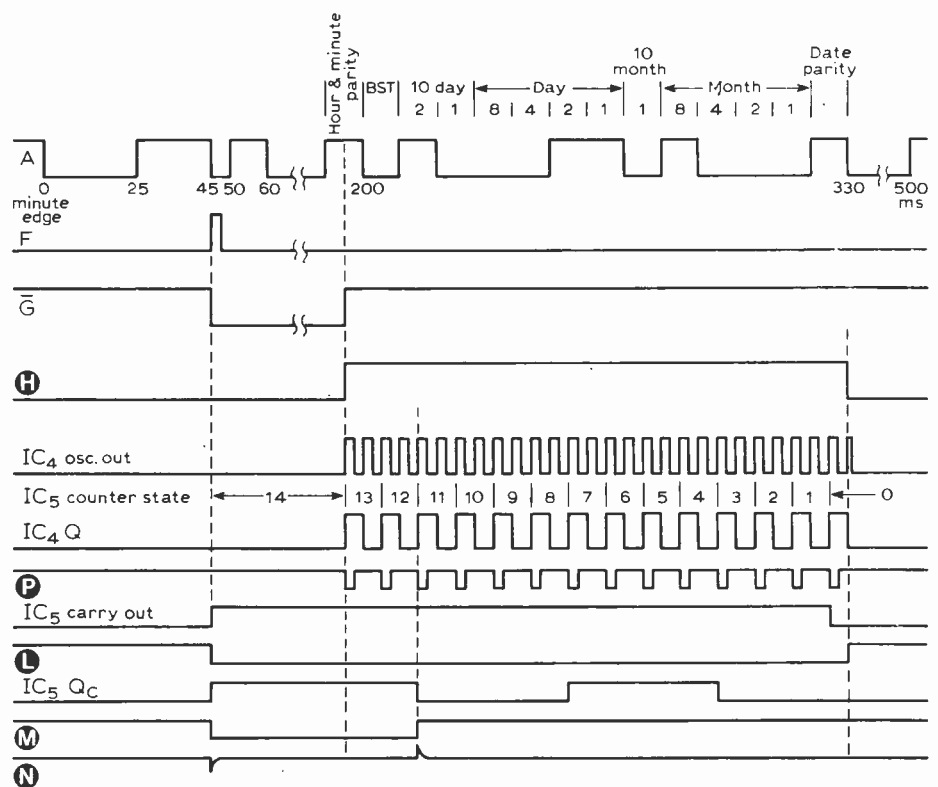 Hour & minute parity
BST
10 day
2 1
Day
8 4 2 1
10 month
1
Month
8 4 2 1
Date parity
A
0 25 45 50 60 200 330 500
minute edge
ms
F
G̅
H
IC4 osc. out
IC5 counter state
14 13 12 11 10 9 8 7 6 5 4 3 2 1 0
IC4 Q
P
IC5 carry out
L
IC5 QC
M
N